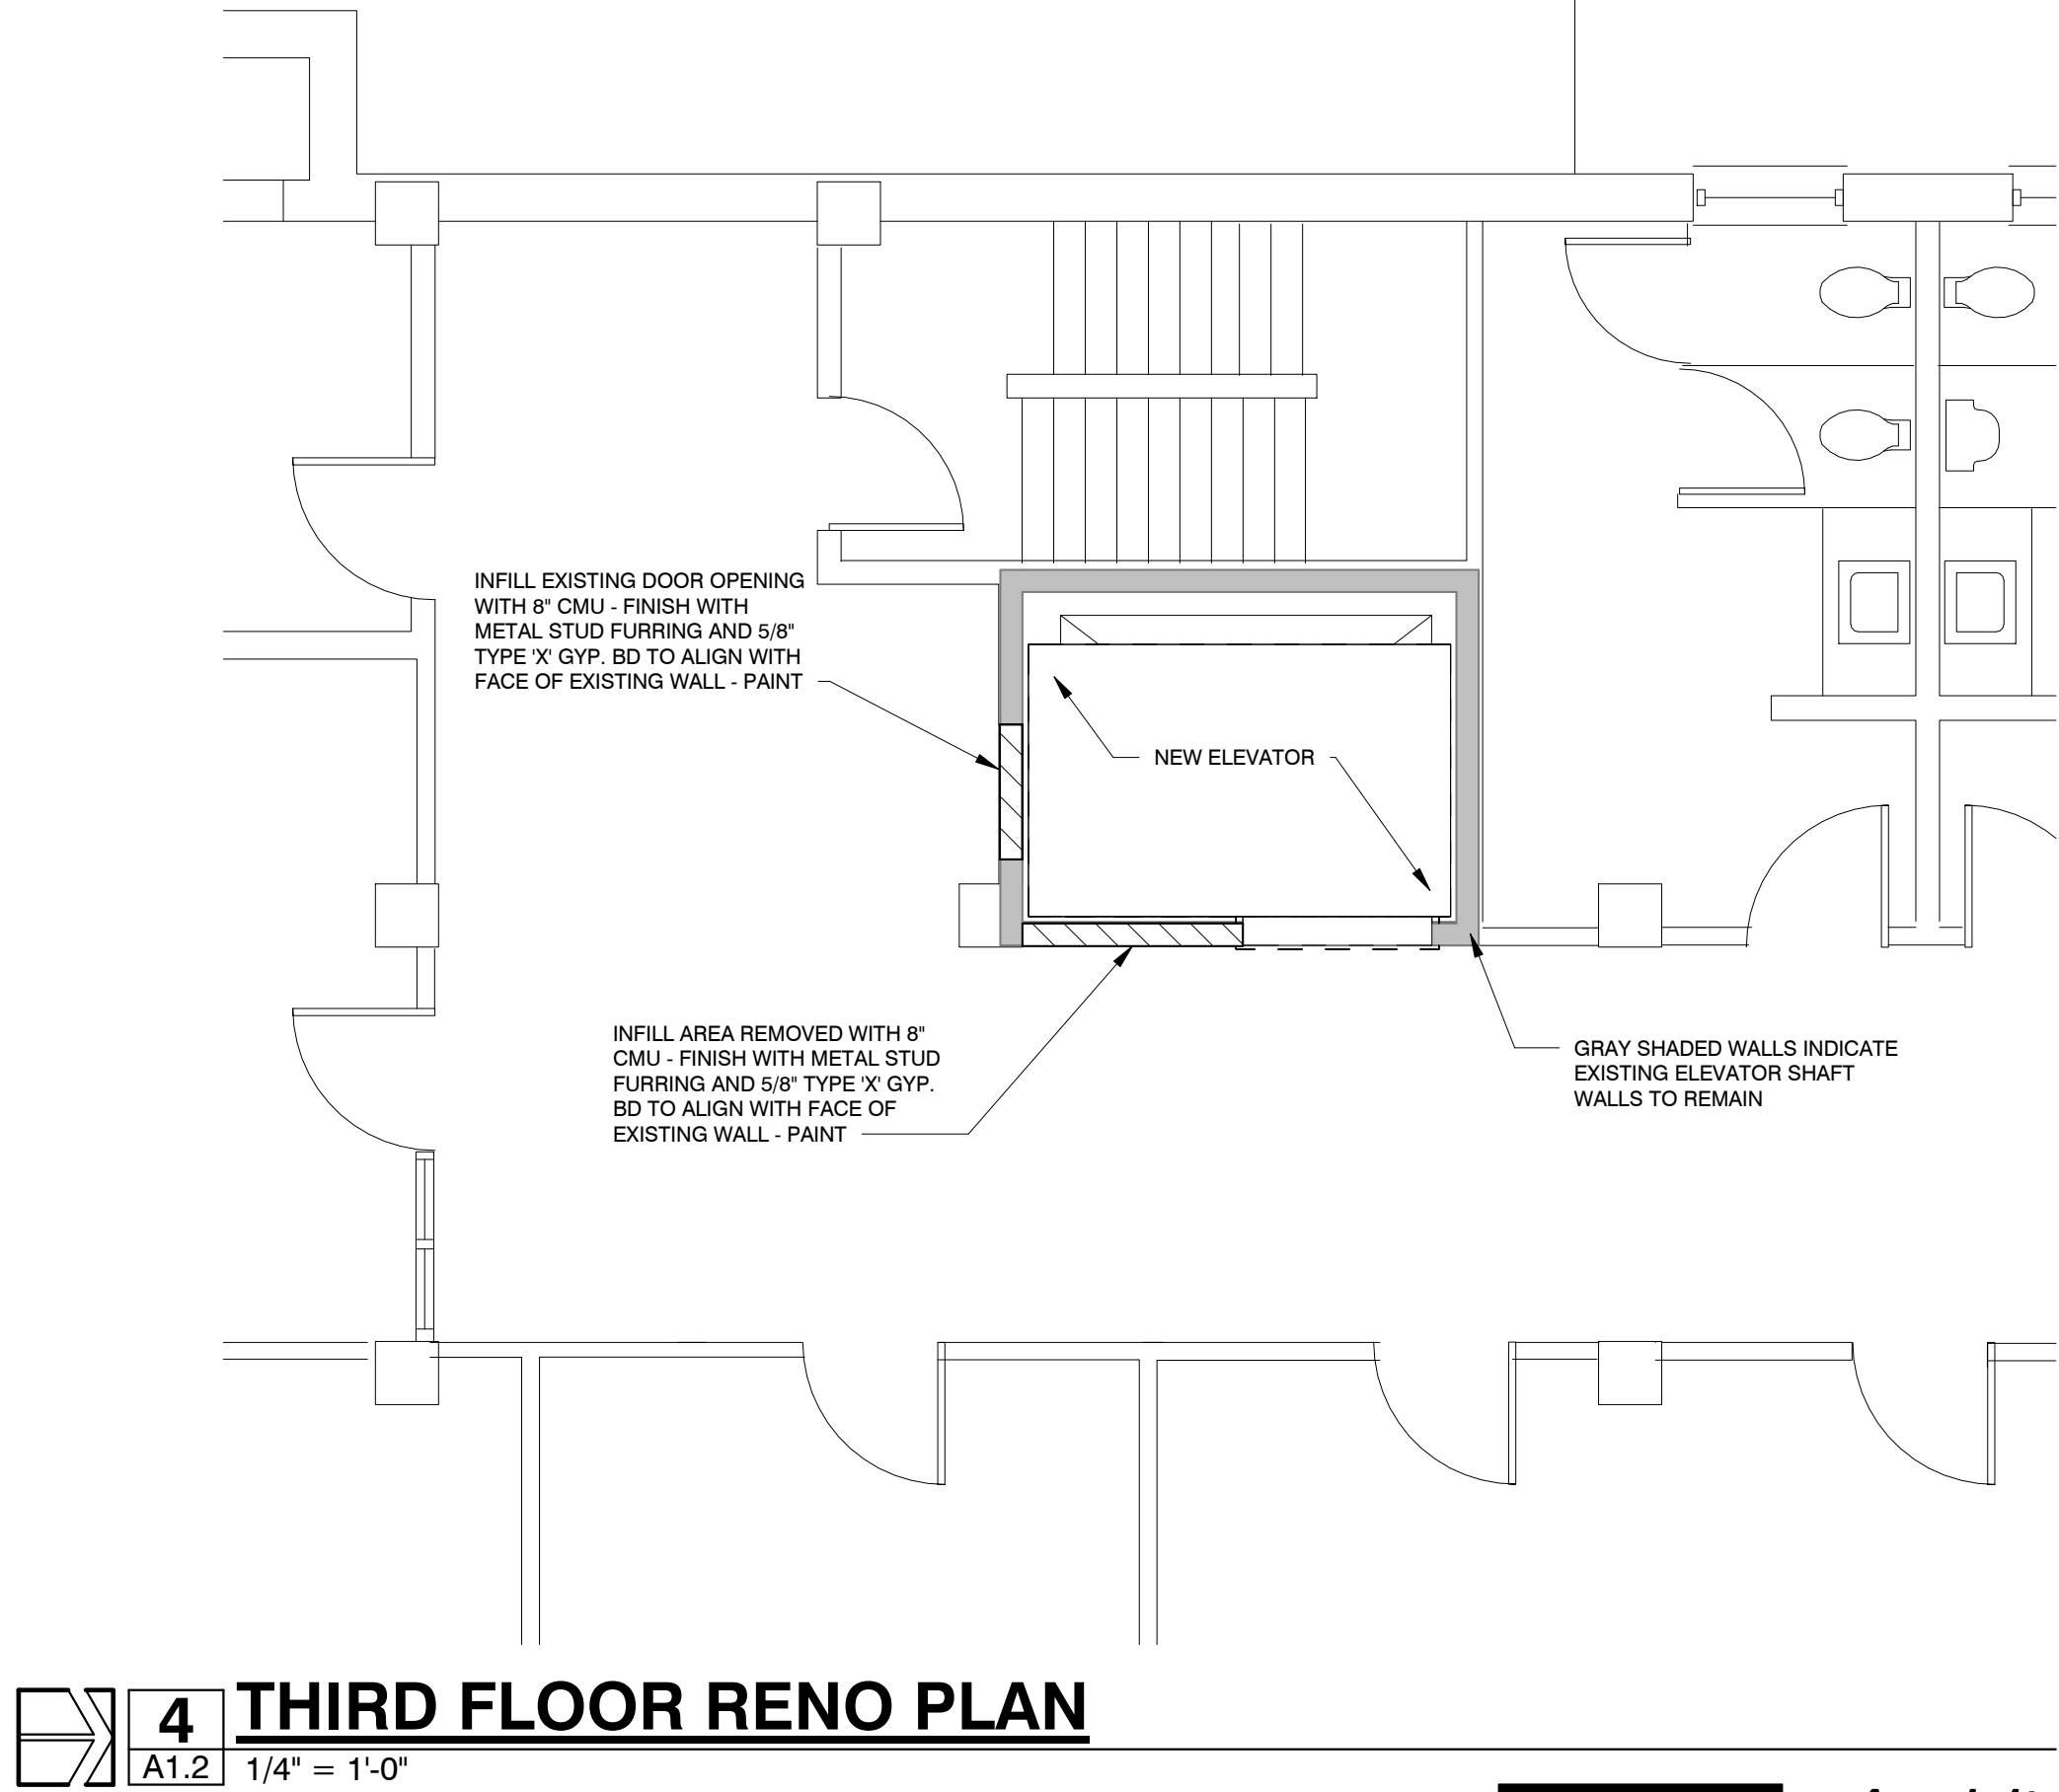 INFILL EXISTING DOOR OPENING
WITH 8" CMU - FINISH WITH
METAL STUD FURRING AND 5/8"
TYPE 'X' GYP. BD TO ALIGN WITH
FACE OF EXISTING WALL - PAINT
NEW ELEVATOR
INFILL AREA REMOVED WITH 8"
CMU - FINISH WITH METAL STUD
FURRING AND 5/8" TYPE 'X' GYP.
BD TO ALIGN WITH FACE OF
EXISTING WALL - PAINT
GRAY SHADED WALLS INDICATE
EXISTING ELEVATOR SHAFT
WALLS TO REMAIN
4
THIRD FLOOR RENO PLAN
A1.2
1/4" = 1'-0"